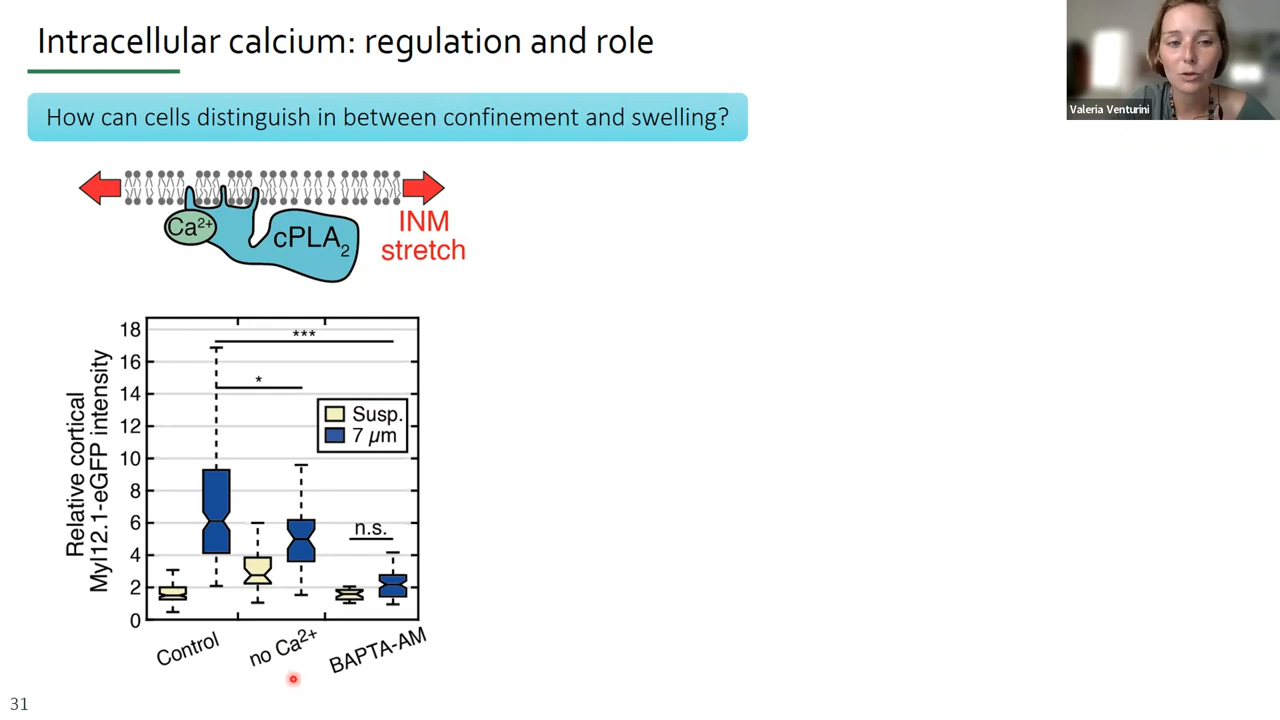 Intracellular calcium: regulation and role
Valeria Venturini
How can cells distinguish in between confinement and swelling?
Ca²⁺
cPLA₂
INM
stretch
Relative cortical
Myl12.1-eGFP intensity
18
16
14
12
10
8
6
4
2
0
***
*
n.s.
Susp.
7 µm
Control
no Ca²⁺
BAPTA-AM
31